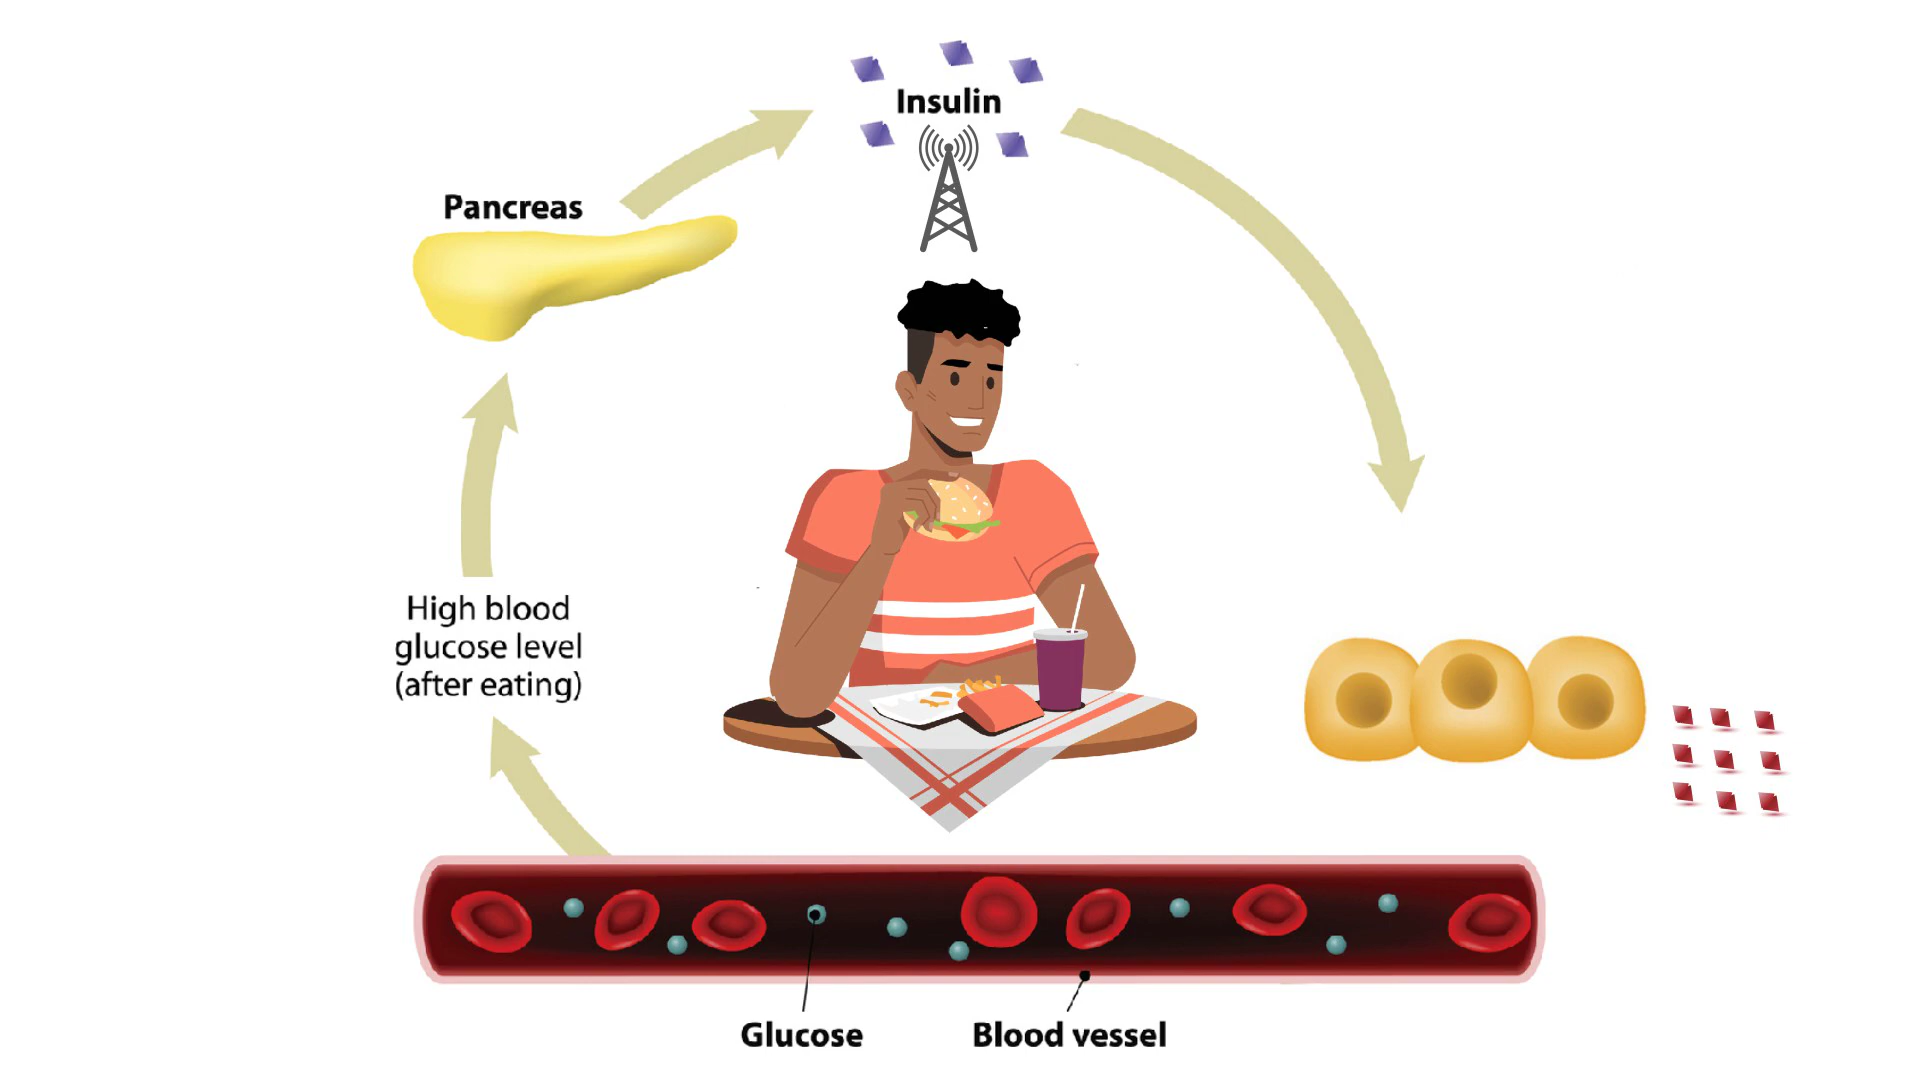 Insulin
Pancreas
High blood
glucose level
(after eating)
Glucose
Blood vessel